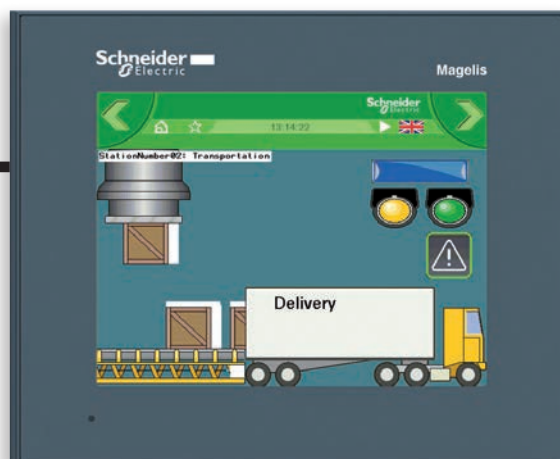 Schneider
Electric
Magelis
Schneider
Electric
13:14:22
StationNumber02: Transportation
Delivery